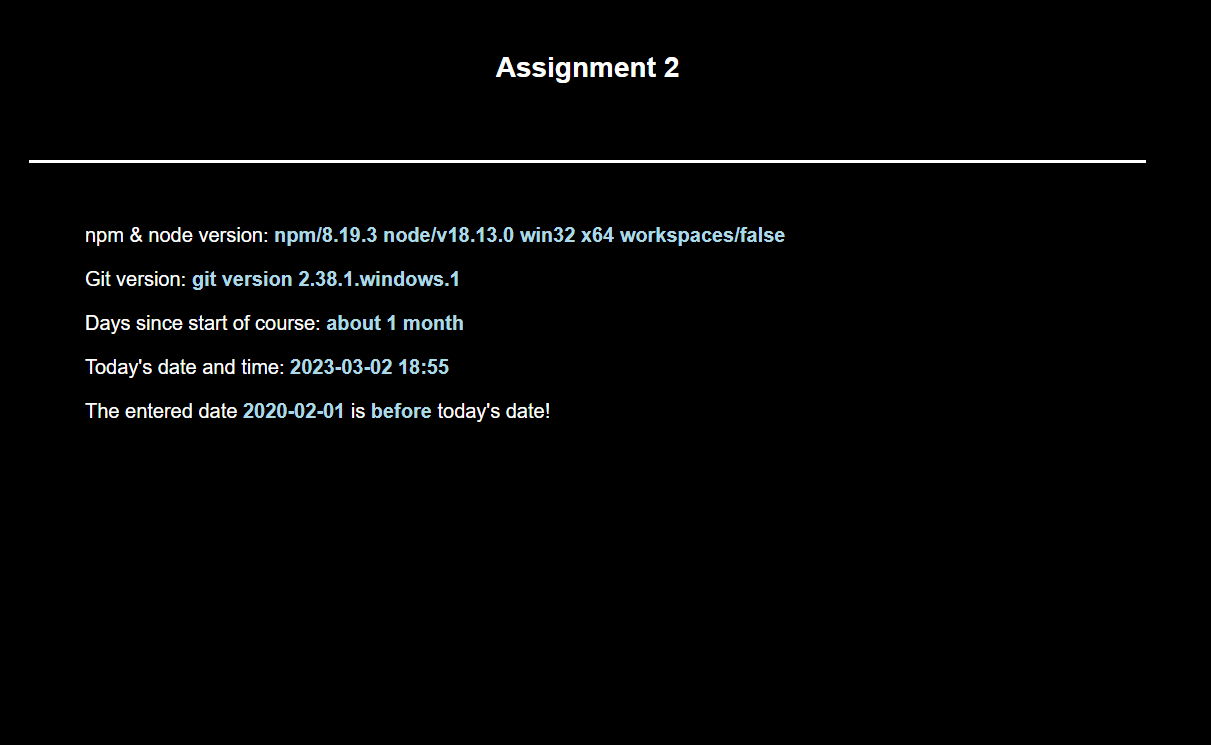 Assignment 2
npm & node version: npm/8.19.3 node/v18.13.0 win32 x64 workspaces/false
Git version: git version 2.38.1.windows.1
Days since start of course: about 1 month
Today's date and time: 2023-03-02 18:55
The entered date 2020-02-01 is before today's date!